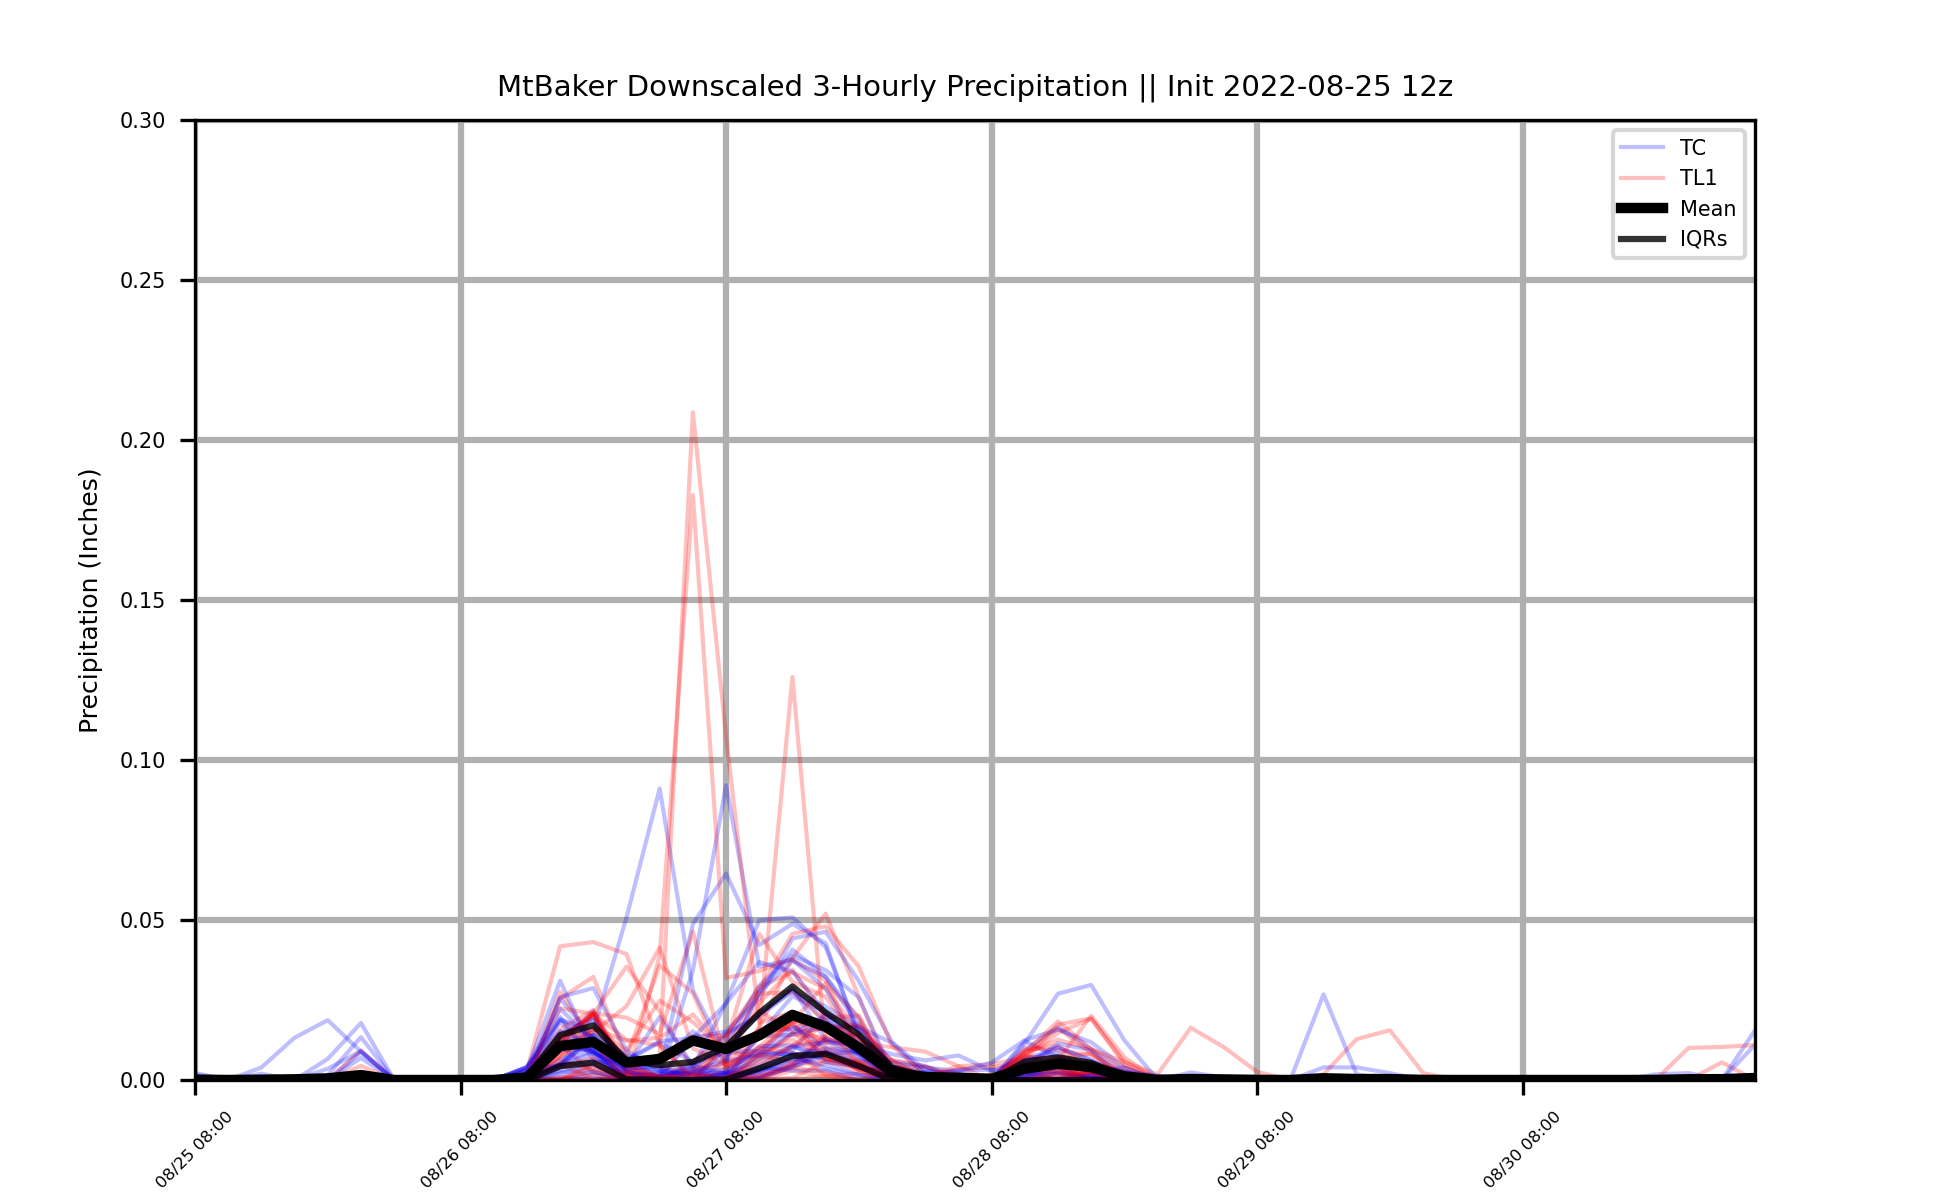 MtBaker Downscaled 3-Hourly Precipitation || Init 2022-08-25 12z
TC
TL1
Mean
IQRs
Precipitation (Inches)
0.30
0.25
0.20
0.15
0.10
0.05
0.00
08/25 08:00
08/26 08:00
08/27 08:00
08/28 08:00
08/29 08:00
08/30 08:00